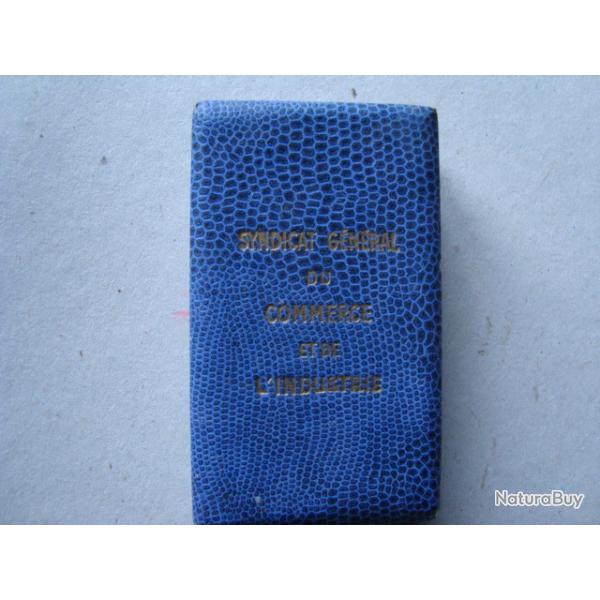 SYNDICAT GÉNÉRAL
DU
COMMERCE
ET DE
L'INDUSTRIE
NaturaBuy